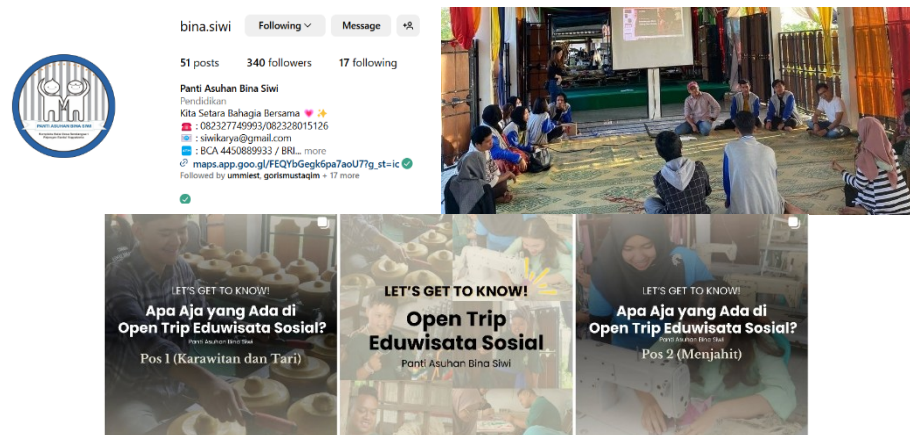 bina.siwi
Following
Message
51 posts
340 followers
17 following
Panti Asuhan Bina Siwi
Pendidikan
Kita Setara Bahagia Bersama
: 082327749993/082328015126
: siwikarya@gmail.com
: BCA 4450889933 / BRI... more
maps.app.goo.gl/FEQYbGegk6pa7aoU7?g_st=ic
Followed by ummiest, gorismustaqim + 17 more
PANTI ASUHAN BINA SIWI
LET'S GET TO KNOW!
Apa Aja yang Ada di
Open Trip Eduwisata Sosial?
Panti Asuhan Bina Siwi
Pos 1 (Karawitan dan Tari)
LET'S GET TO KNOW!
Open Trip
Eduwisata Sosial
Panti Asuhan Bina Siwi
LET'S GET TO KNOW!
Apa Aja yang Ada di
Open Trip Eduwisata Sosial?
Panti Asuhan Bina Siwi
Pos 2 (Menjahit)